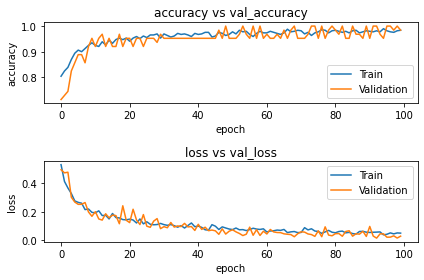 accuracy vs val_accuracy
1.0
0.9
0.8
accuracy
Train
Validation
0
20
40
60
80
100
epoch
loss vs val_loss
0.4
0.2
0.0
loss
Train
Validation
0
20
40
60
80
100
epoch